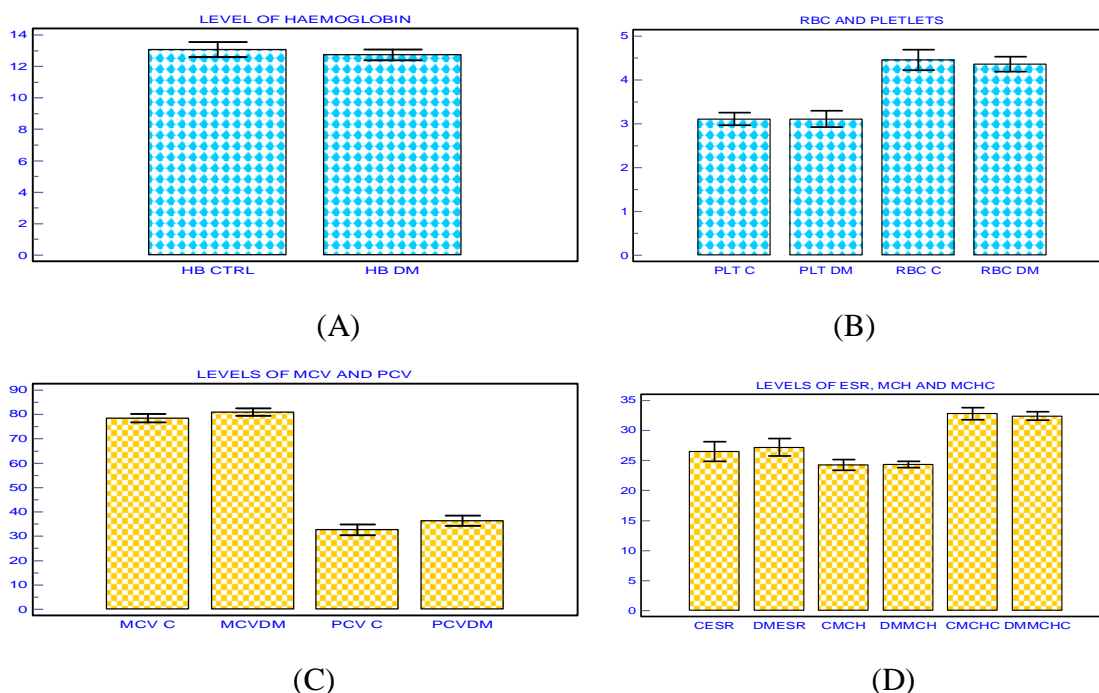 LEVEL OF HAEMOGLOBIN
14
12
10
8
6
4
2
0
HB CTRL HB DM
(A)
RBC AND PLETLETS
5
4
3
2
1
0
PLT C PLT DM RBC C RBC DM
(B)
LEVELS OF MCV AND PCV
90
80
70
60
50
40
30
20
10
0
MCV C MCVDM PCV C PCVDM
(C)
LEVELS OF ESR, MCH AND MCHC
35
30
25
20
15
10
5
0
CESR DMESR CMCH DMMCH CMCHC DMMCHC
(D)